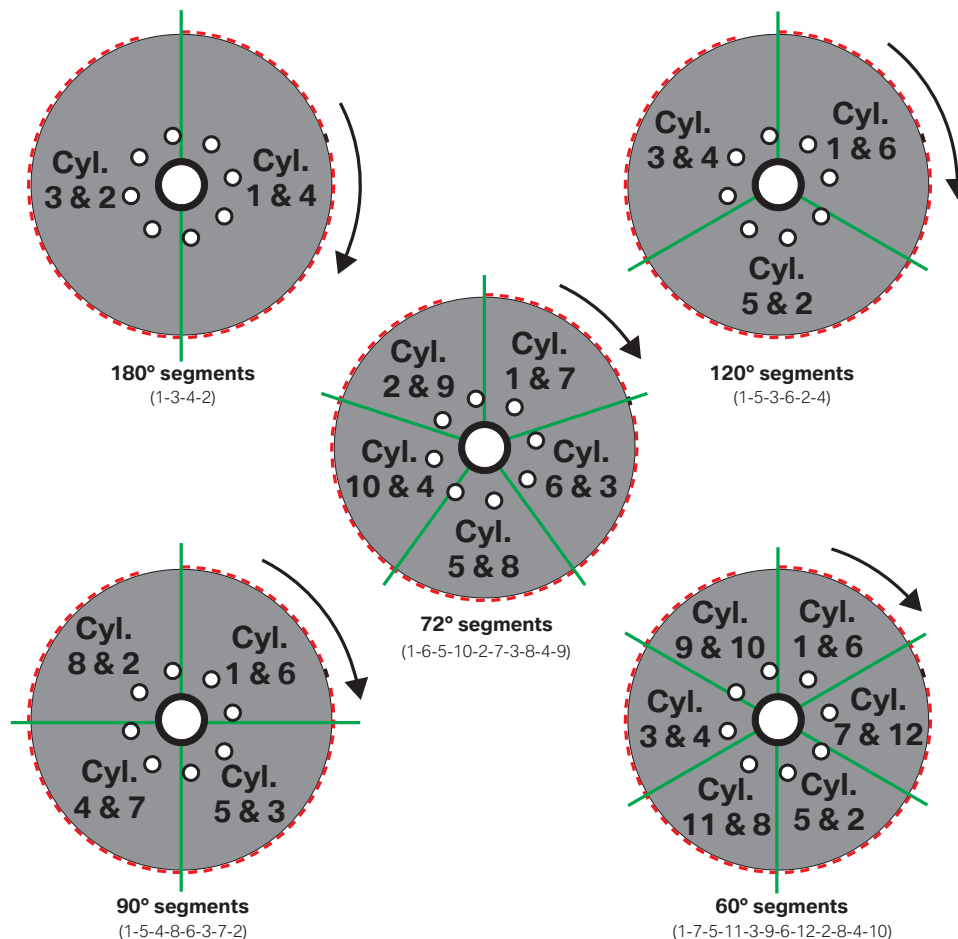 Cyl.
3 & 2
Cyl.
1 & 4
180° segments
(1-3-4-2)
Cyl.
3 & 4
Cyl.
1 & 6
Cyl.
5 & 2
120° segments
(1-5-3-6-2-4)
Cyl.
2 & 9
Cyl.
1 & 7
Cyl.
10 & 4
Cyl.
6 & 3
Cyl.
5 & 8
72° segments
(1-6-5-10-2-7-3-8-4-9)
Cyl.
8 & 2
Cyl.
1 & 6
Cyl.
4 & 7
Cyl.
5 & 3
90° segments
(1-5-4-8-6-3-7-2)
Cyl.
9 & 10
Cyl.
1 & 6
Cyl.
3 & 4
Cyl.
7 & 12
Cyl.
11 & 8
Cyl.
5 & 2
60° segments
(1-7-5-11-3-9-6-12-2-8-4-10)